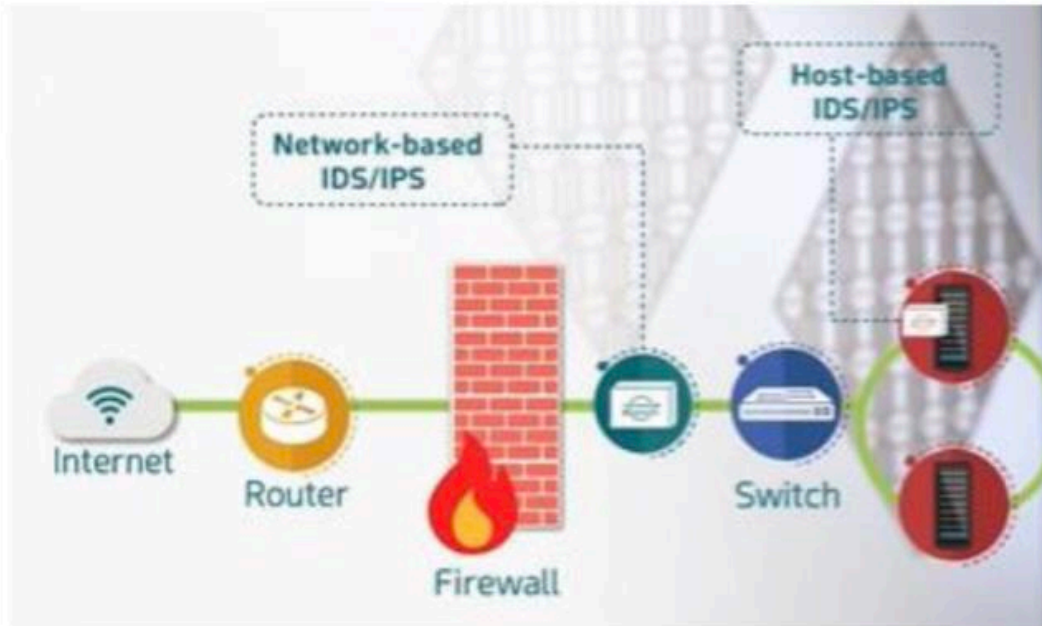 Host-based
IDS/IPS
Network-based
IDS/IPS
Internet
Router
Switch
Firewall